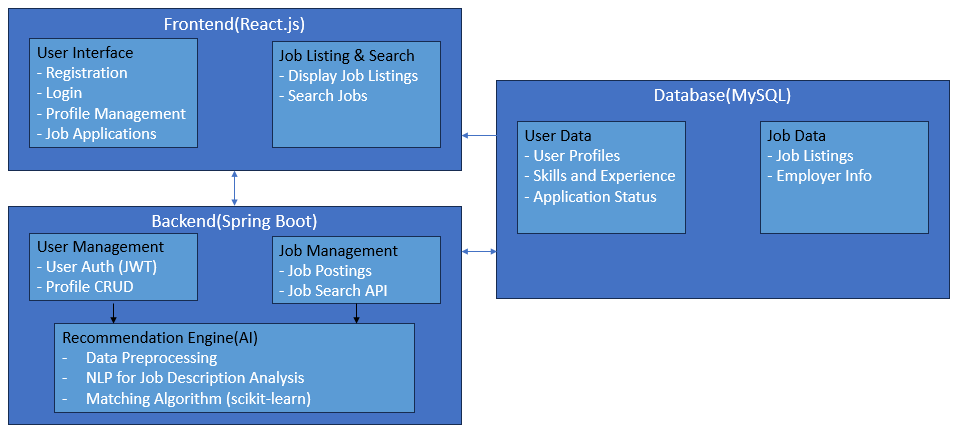 Frontend(React.js)
User Interface
- Registration
- Login
- Profile Management
- Job Applications
Job Listing & Search
- Display Job Listings
- Search Jobs
Database(MySQL)
User Data
- User Profiles
- Skills and Experience
- Application Status
Job Data
- Job Listings
- Employer Info
Backend(Spring Boot)
User Management
- User Auth (JWT)
- Profile CRUD
Job Management
- Job Postings
- Job Search API
Recommendation Engine(AI)
- Data Preprocessing
- NLP for Job Description Analysis
- Matching Algorithm (scikit-learn)